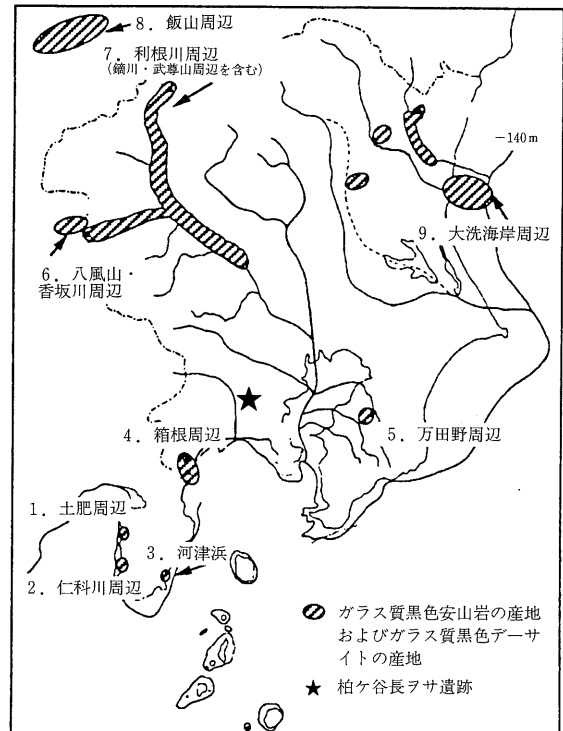 8．飯山周辺
7．利根川周辺
(鏑川・武尊山周辺を含む)
−140m
9．大洗海岸周辺
6．八風山・
香坂川周辺
4．箱根周辺
5．万田野周辺
1．土肥周辺
3．河津浜
2．仁科川周辺
ガラス質黒色安山岩の産地
およびガラス質黒色デーサ
イトの産地
★ 柏ケ谷長ヲサ遺跡